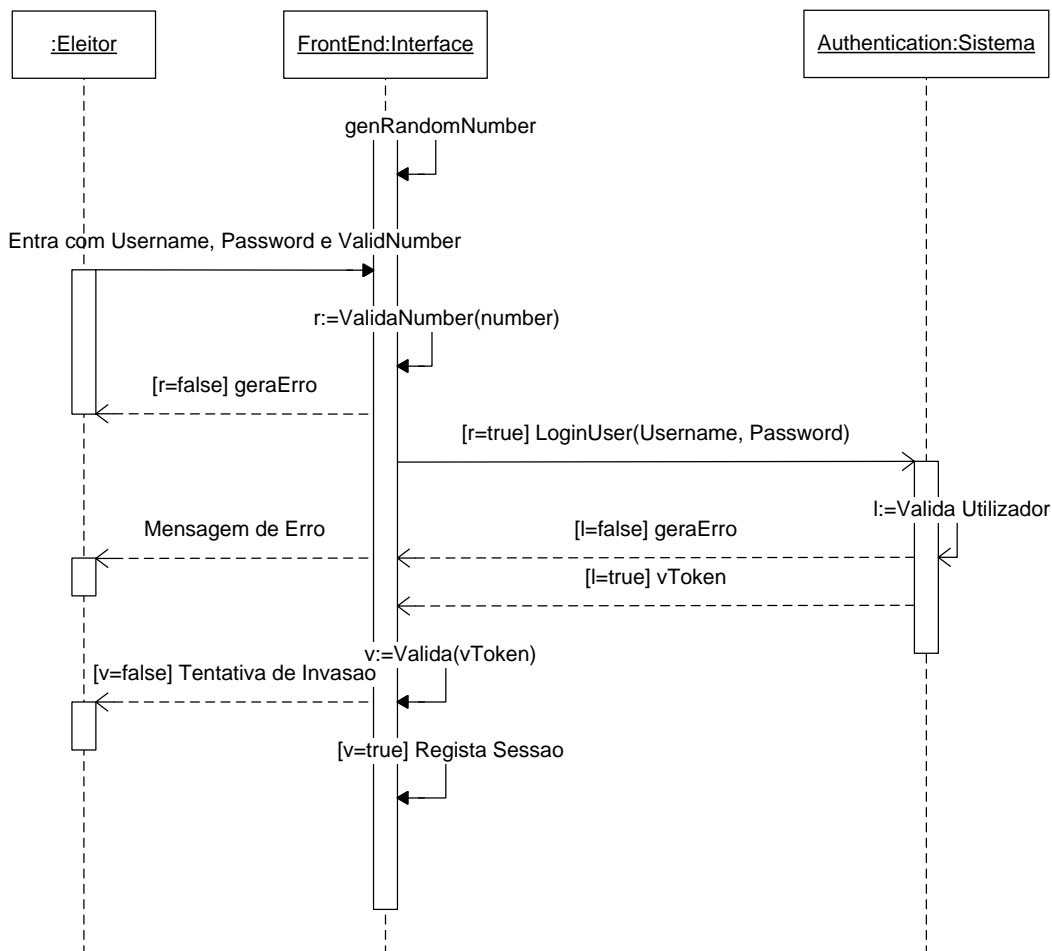 :Eleitor
FrontEnd:Interface
Authentication:Sistema
genRandomNumber
Entra com Username, Password e ValidNumber
r:=ValidaNumber(number)
[r=false] geraErro
[r=true] LoginUser(Username, Password)
l:=Valida Utilizador
Mensagem de Erro
[l=false] geraErro
[l=true] vToken
v:=Valida(vToken)
[v=false] Tentativa de Invasao
[v=true] Regista Sessao